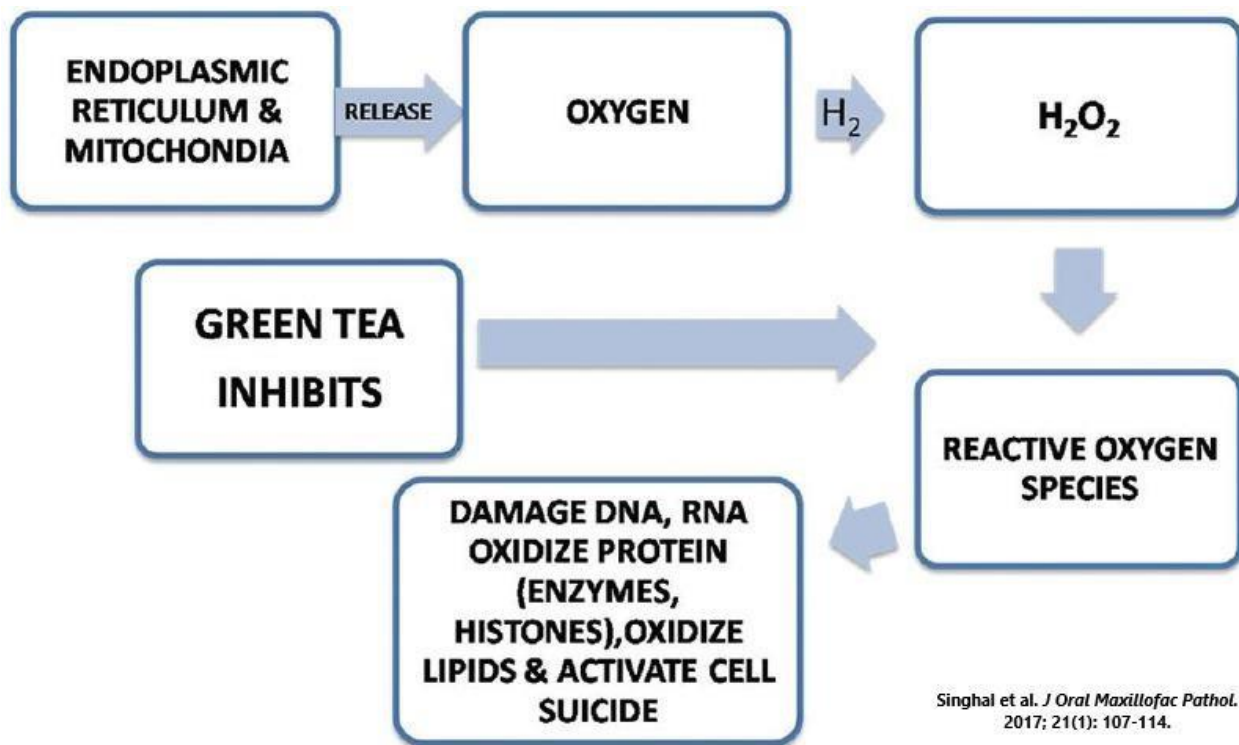 ENDOPLASMIC
RETICULUM &
MITOCHONDIA
RELEASE
OXYGEN
H₂
H₂O₂
GREEN TEA
INHIBITS
REACTIVE OXYGEN
SPECIES
DAMAGE DNA, RNA
OXIDIZE PROTEIN
(ENZYMES,
HISTONES),OXIDIZE
LIPIDS & ACTIVATE CELL
SUICIDE
Singhal et al. J Oral Maxillofac Pathol.
2017; 21(1): 107-114.